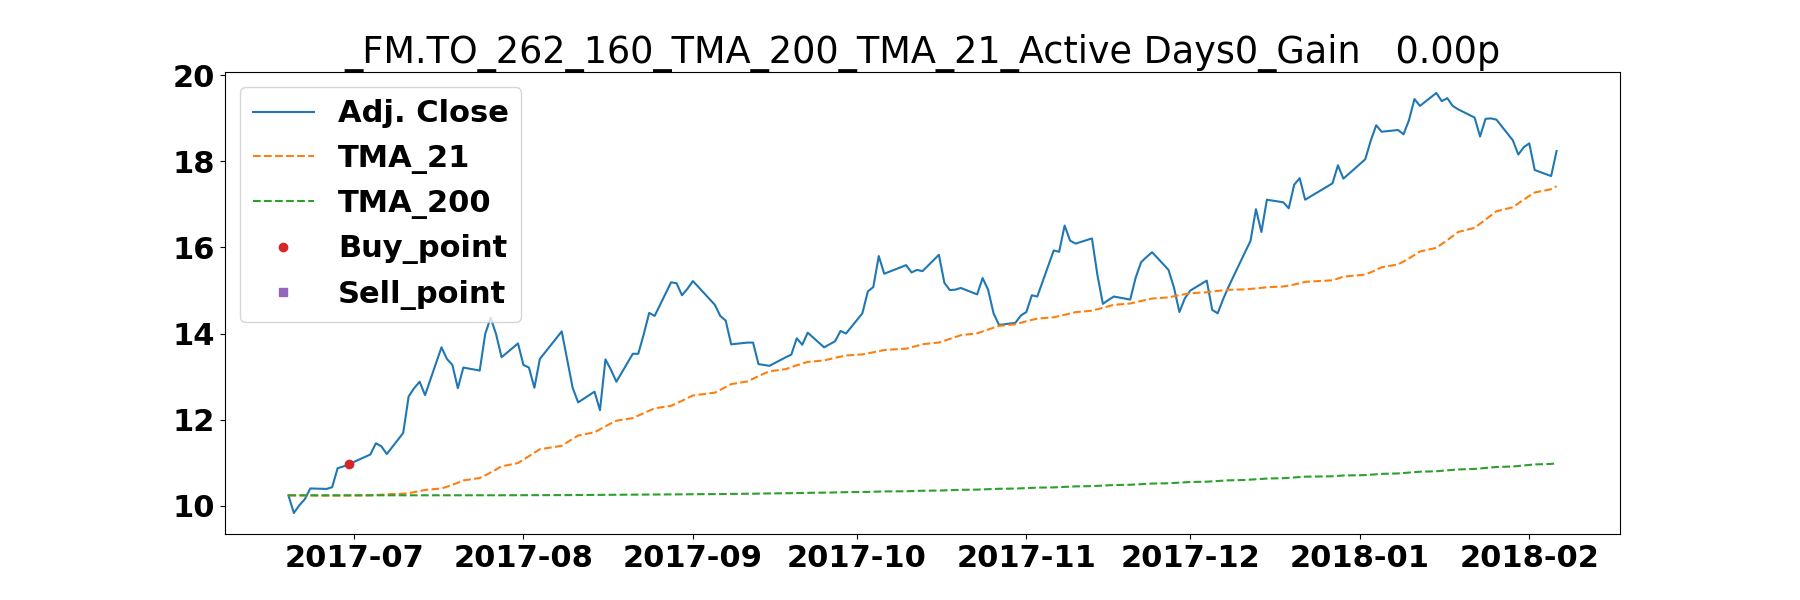 _FM.TO_262_160_TMA_200_TMA_21_Active Days0_Gain   0.00p
20
18
16
14
12
10
Adj. Close
TMA_21
TMA_200
Buy_point
Sell_point
2017-07 2017-08 2017-09 2017-10 2017-11 2017-12 2018-01 2018-02